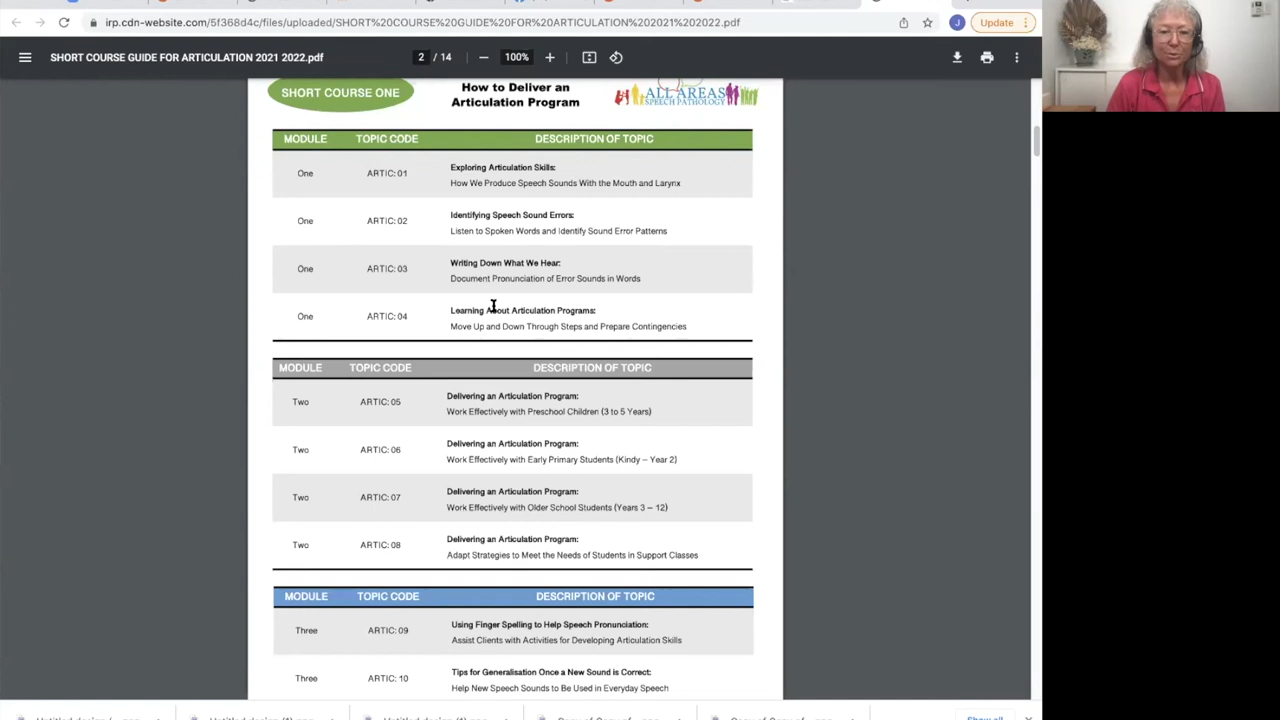 irp.cdn-website.com/5f368d4c/files/uploaded/SHORT%20COURSE%20GUIDE%20FOR%20ARTICULATION%202021%202022.pdf
J
Update
SHORT COURSE GUIDE FOR ARTICULATION 2021 2022.pdf
2 / 14
100%
SHORT COURSE ONE
How to Deliver an
Articulation Program
ALL AREAS
SPEECH PATHOLOGY
MODULE TOPIC CODE DESCRIPTION OF TOPIC
One ARTIC: 01 Exploring Articulation Skills:
How We Produce Speech Sounds With the Mouth and Larynx
One ARTIC: 02 Identifying Speech Sound Errors:
Listen to Spoken Words and Identify Sound Error Patterns
One ARTIC: 03 Writing Down What We Hear:
Document Pronunciation of Error Sounds in Words
One ARTIC: 04 Learning About Articulation Programs:
Move Up and Down Through Steps and Prepare Contingencies
MODULE TOPIC CODE DESCRIPTION OF TOPIC
Two ARTIC: 05 Delivering an Articulation Program:
Work Effectively with Preschool Children (3 to 5 Years)
Two ARTIC: 06 Delivering an Articulation Program:
Work Effectively with Early Primary Students (Kindy – Year 2)
Two ARTIC: 07 Delivering an Articulation Program:
Work Effectively with Older School Students (Years 3 – 12)
Two ARTIC: 08 Delivering an Articulation Program:
Adapt Strategies to Meet the Needs of Students in Support Classes
MODULE TOPIC CODE DESCRIPTION OF TOPIC
Three ARTIC: 09 Using Finger Spelling to Help Speech Pronunciation:
Assist Clients with Activities for Developing Articulation Skills
Three ARTIC: 10 Tips for Generalisation Once a New Sound is Correct:
Help New Speech Sounds to Be Used in Everyday Speech
Show all